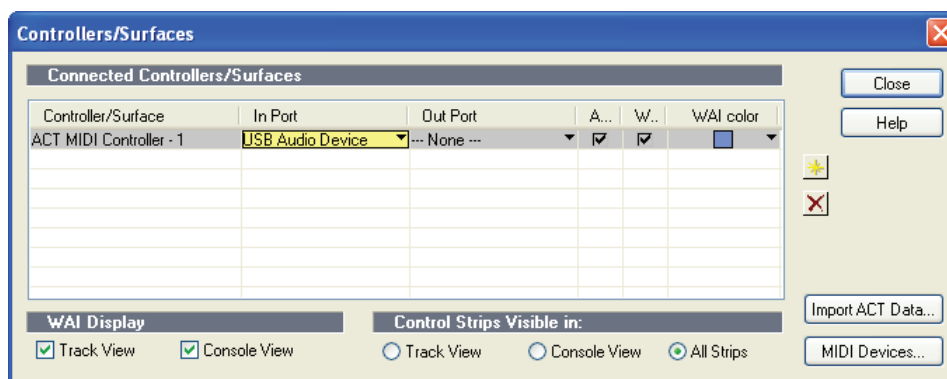 Controllers/Surfaces
Connected Controllers/Surfaces
Close
Controller/Surface In Port Out Port A... W.. WAI color
Help
ACT MIDI Controller - 1 USB Audio Device --- None ---
Import ACT Data...
WAI Display Control Strips Visible in:
Track View Console View Track View Console View All Strips
MIDI Devices...